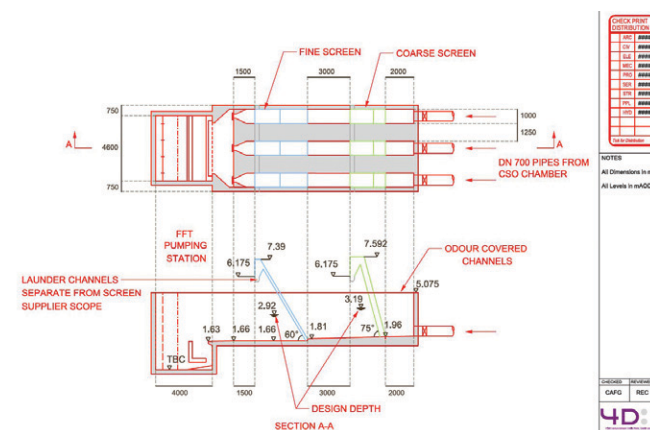 CHECK PRINT
DISTRIBUTION
ARC ####
CIV ####
ELE ####
MEC ####
PRO ####
SER ####
STR ####
PPL ####
HYD ####
FINE SCREEN
COARSE SCREEN
1500
3000
2000
750
4600
750
1000
1250
A
A
DN 700 PIPES FROM
CSO CHAMBER
NOTES
All Dimensions in m
All Levels in mAOD
FFT
PUMPING
STATION
7.39
7.592
6.175
6.175
ODOUR COVERED
CHANNELS
LAUNDER CHANNELS
SEPARATE FROM SCREEN
SUPPLIER SCOPE
5.075
2.92
3.19
1.63
1.66
1.66
60°
1.81
75°
1.96
TBC
4000
1500
3000
2000
DESIGN DEPTH
SECTION A-A
CHECKED
CAFG
REC
4D